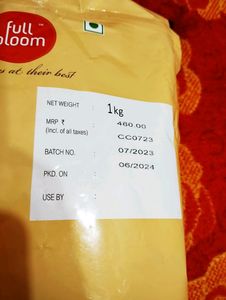 full
bloom
s at their best
NET WEIGHT : 1kg
MRP ₹ : 460.00
(incl. of all taxes)
CC0723
BATCH NO. : 07/2023
PKD. ON : 06/2024
USE BY :